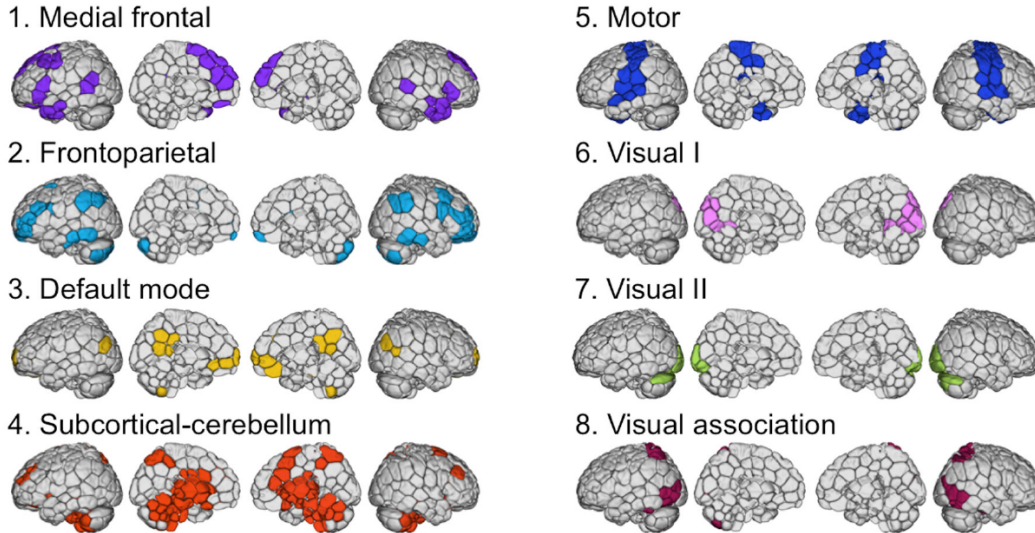 1. Medial frontal
2. Frontoparietal
3. Default mode
4. Subcortical-cerebellum
5. Motor
6. Visual I
7. Visual II
8. Visual association